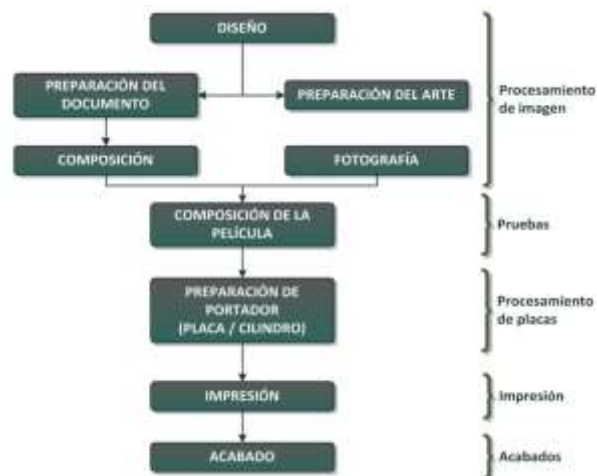 DISEÑO
PREPARACIÓN DEL
DOCUMENTO
PREPARACIÓN DEL ARTE
Procesamiento
de imagen
COMPOSICIÓN
FOTOGRAFÍA
COMPOSICIÓN DE LA
PELÍCULA
Pruebas
PREPARACIÓN DE
PORTADOR
(PLACA / CILINDRO)
Procesamiento
de placas
IMPRESIÓN
Impresión
ACABADO
Acabados